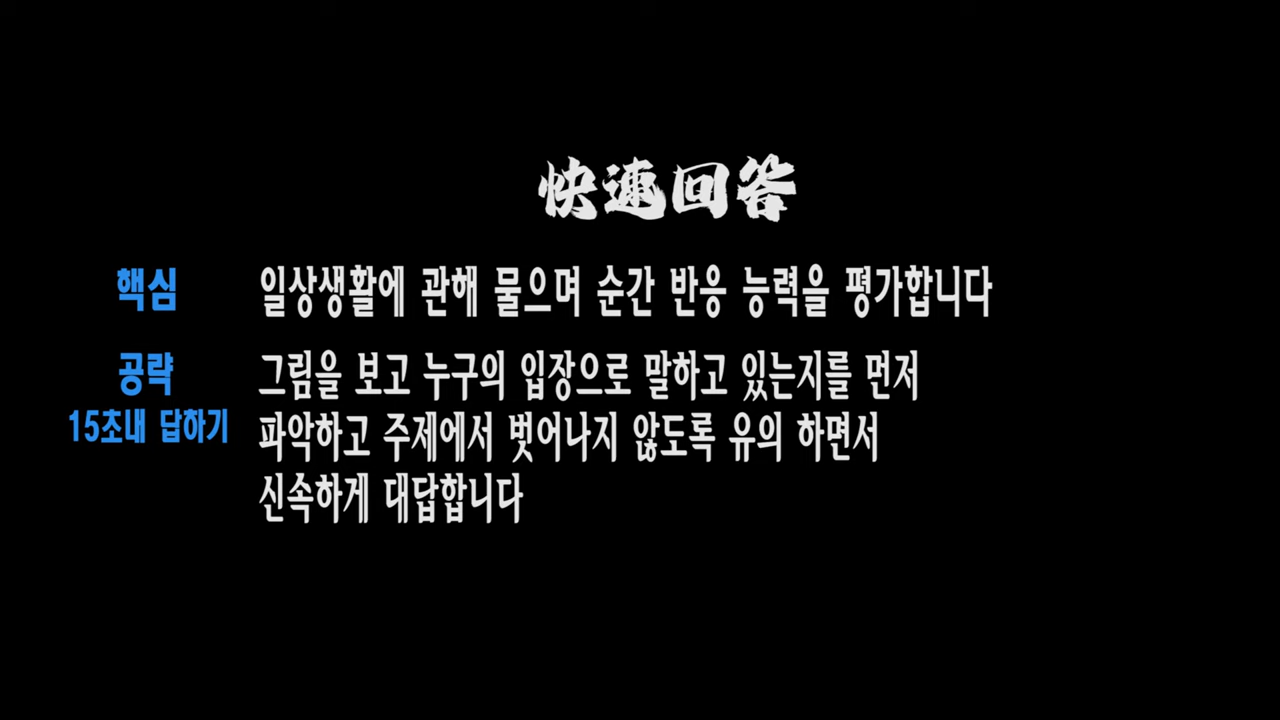 快速回答
핵심 일상생활에 관해 물으며 순간 반응 능력을 평가합니다
공략 그림을 보고 누구의 입장으로 말하고 있는지를 먼저
15초내 답하기 파악하고 주제에서 벗어나지 않도록 유의 하면서
신속하게 대답합니다